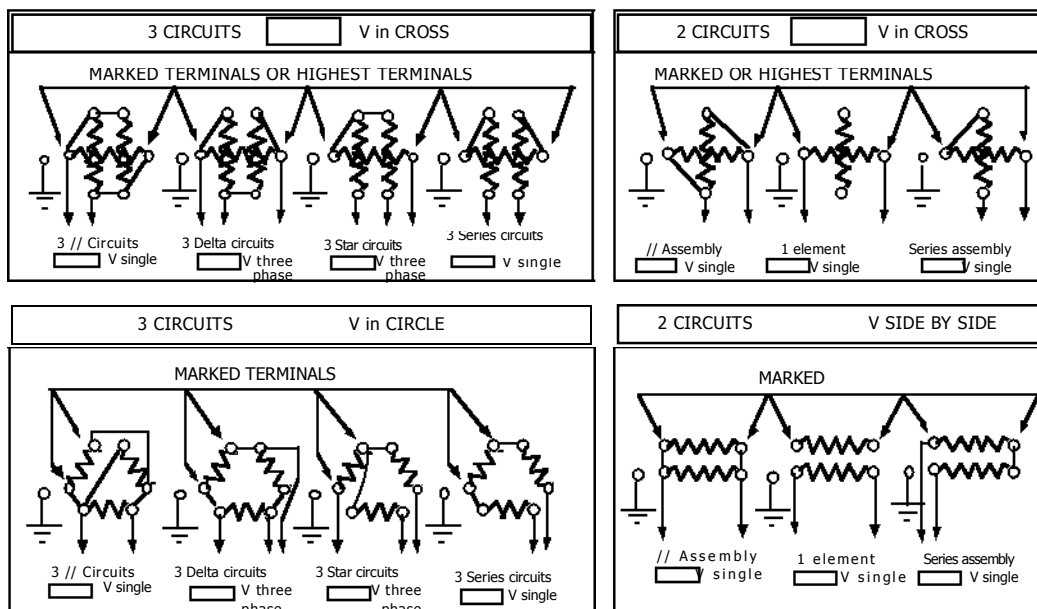 3 CIRCUITS V in CROSS
MARKED TERMINALS OR HIGHEST TERMINALS
3 // Circuits
V single
3 Delta circuits
V three
phase
3 Star circuits
V three
phase
3 Series circuits
V single
2 CIRCUITS V in CROSS
MARKED OR HIGHEST TERMINALS
// Assembly
V single
1 element
V single
Series assembly
V single
3 CIRCUITS V in CIRCLE
MARKED TERMINALS
3 // Circuits
V single
3 Delta circuits
V three
phase
3 Star circuits
V three
phase
3 Series circuits
V single
2 CIRCUITS V SIDE BY SIDE
MARKED
// Assembly
V single
1 element
V single
Series assembly
V single